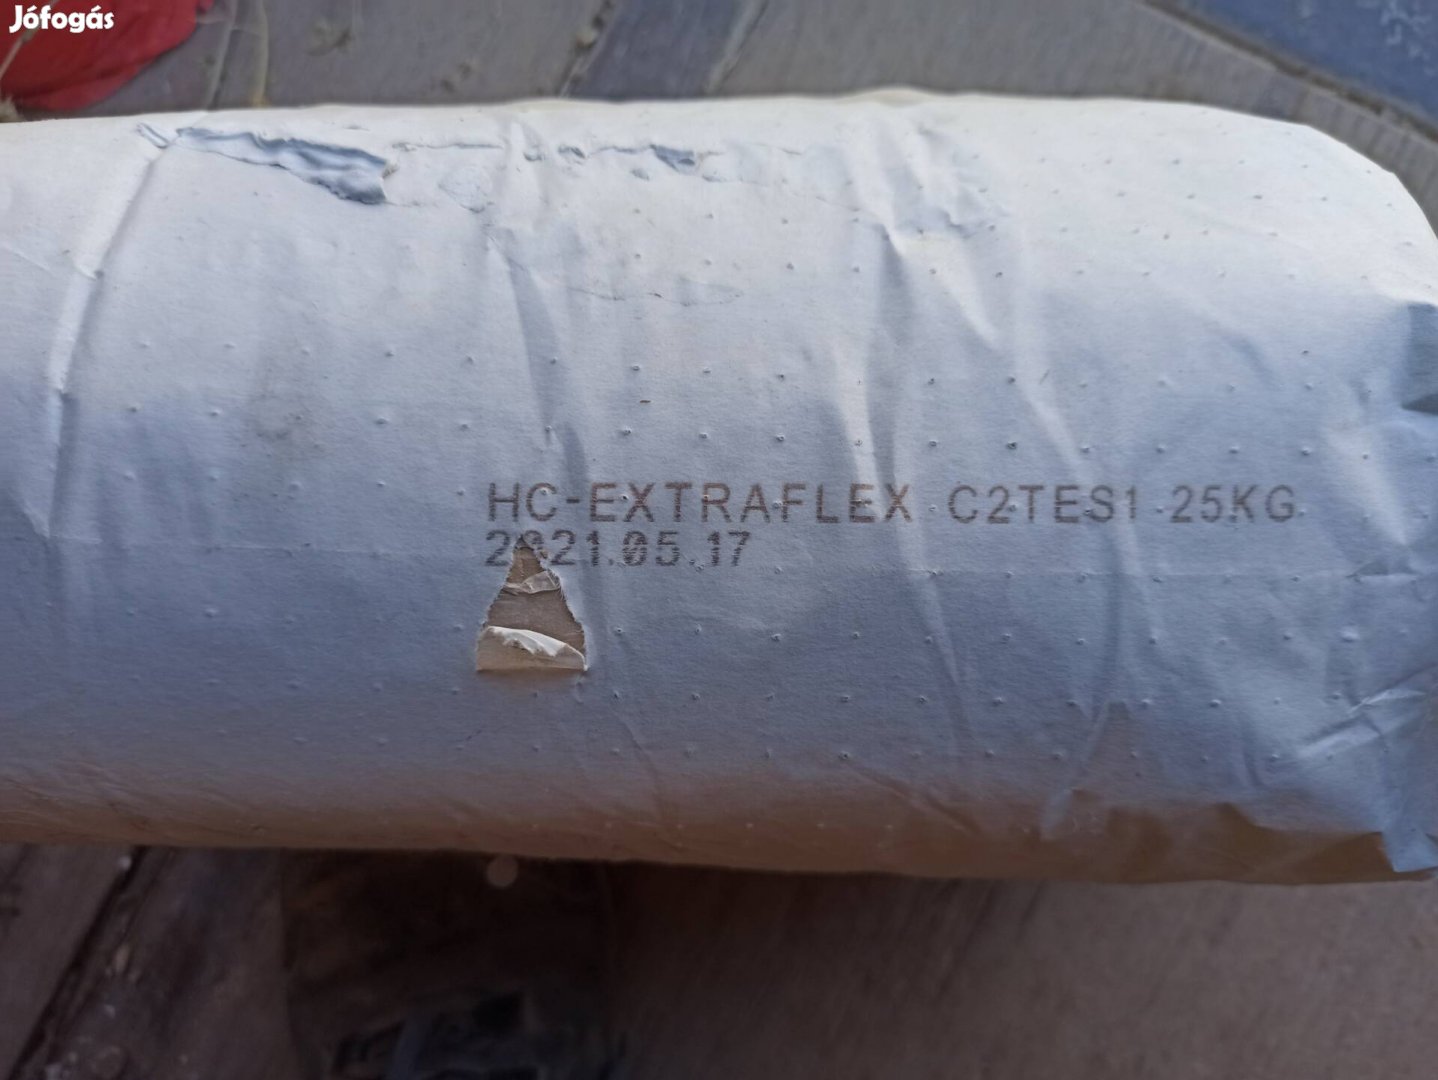 Jófogás
HC-EXTRAFLEX C2TES1 25KG
2021.05.17